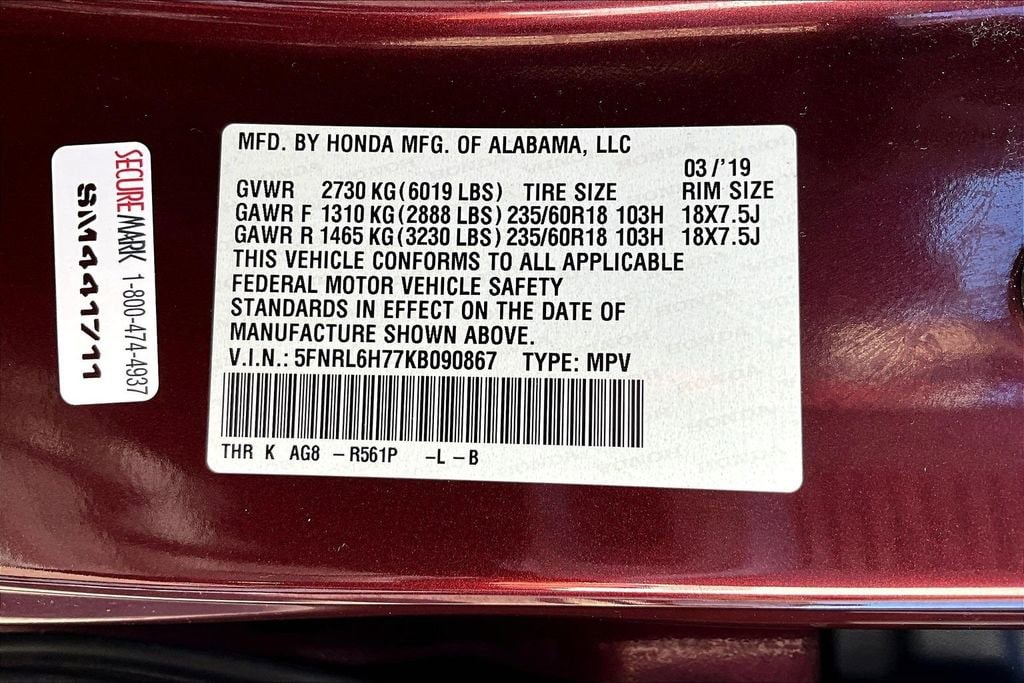 MFD. BY HONDA MFG. OF ALABAMA, LLC
03/'19
GVWR 2730 KG (6019 LBS) TIRE SIZE RIM SIZE
GAWR F 1310 KG (2888 LBS) 235/60R18 103H 18X7.5J
GAWR R 1465 KG (3230 LBS) 235/60R18 103H 18X7.5J
THIS VEHICLE CONFORMS TO ALL APPLICABLE
FEDERAL MOTOR VEHICLE SAFETY
STANDARDS IN EFFECT ON THE DATE OF
MANUFACTURE SHOWN ABOVE.
V.I.N.: 5FNRL6H77KB090867 TYPE: MPV
THR K AG8 -R561P -L -B
SECUREMARK 1-800-474-4937